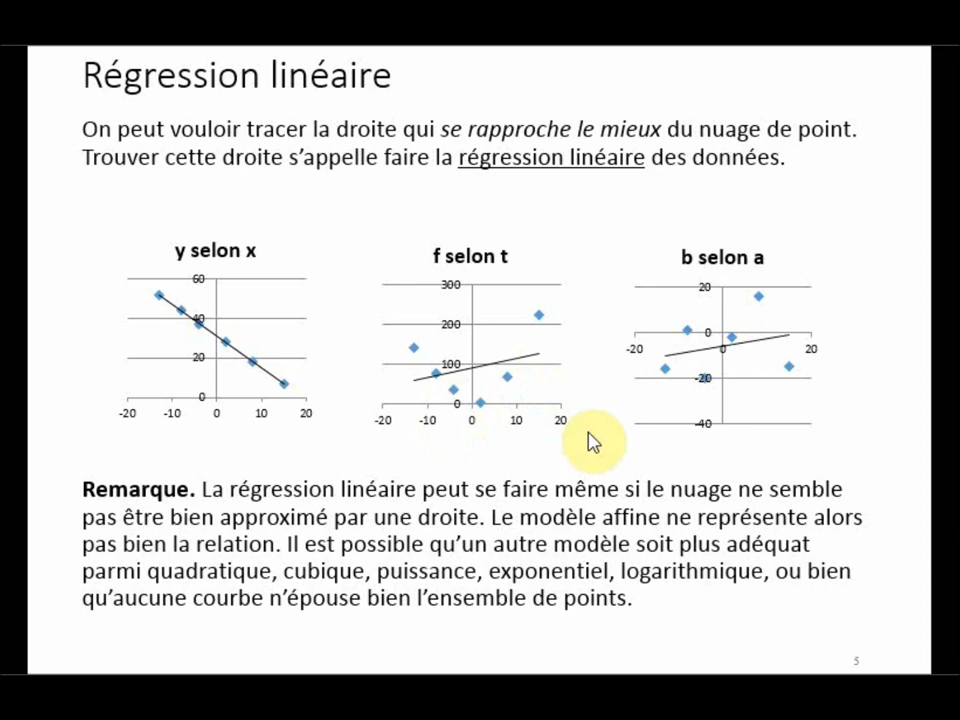 Régression linéaire
On peut vouloir tracer la droite qui se rapproche le mieux du nuage de point.
Trouver cette droite s’appelle faire la régression linéaire des données.
y selon x
60
40
20
0
-20 -10 0 10 20
f selon t
300
200
100
0
-20 -10 0 10 20
b selon a
20
0
-20 0 20
-20
-40
Remarque. La régression linéaire peut se faire même si le nuage ne semble
pas être bien approximé par une droite. Le modèle affine ne représente alors
pas bien la relation. Il est possible qu’un autre modèle soit plus adéquat
parmi quadratique, cubique, puissance, exponentiel, logarithmique, ou bien
qu’aucune courbe n’épouse bien l’ensemble de points.
5